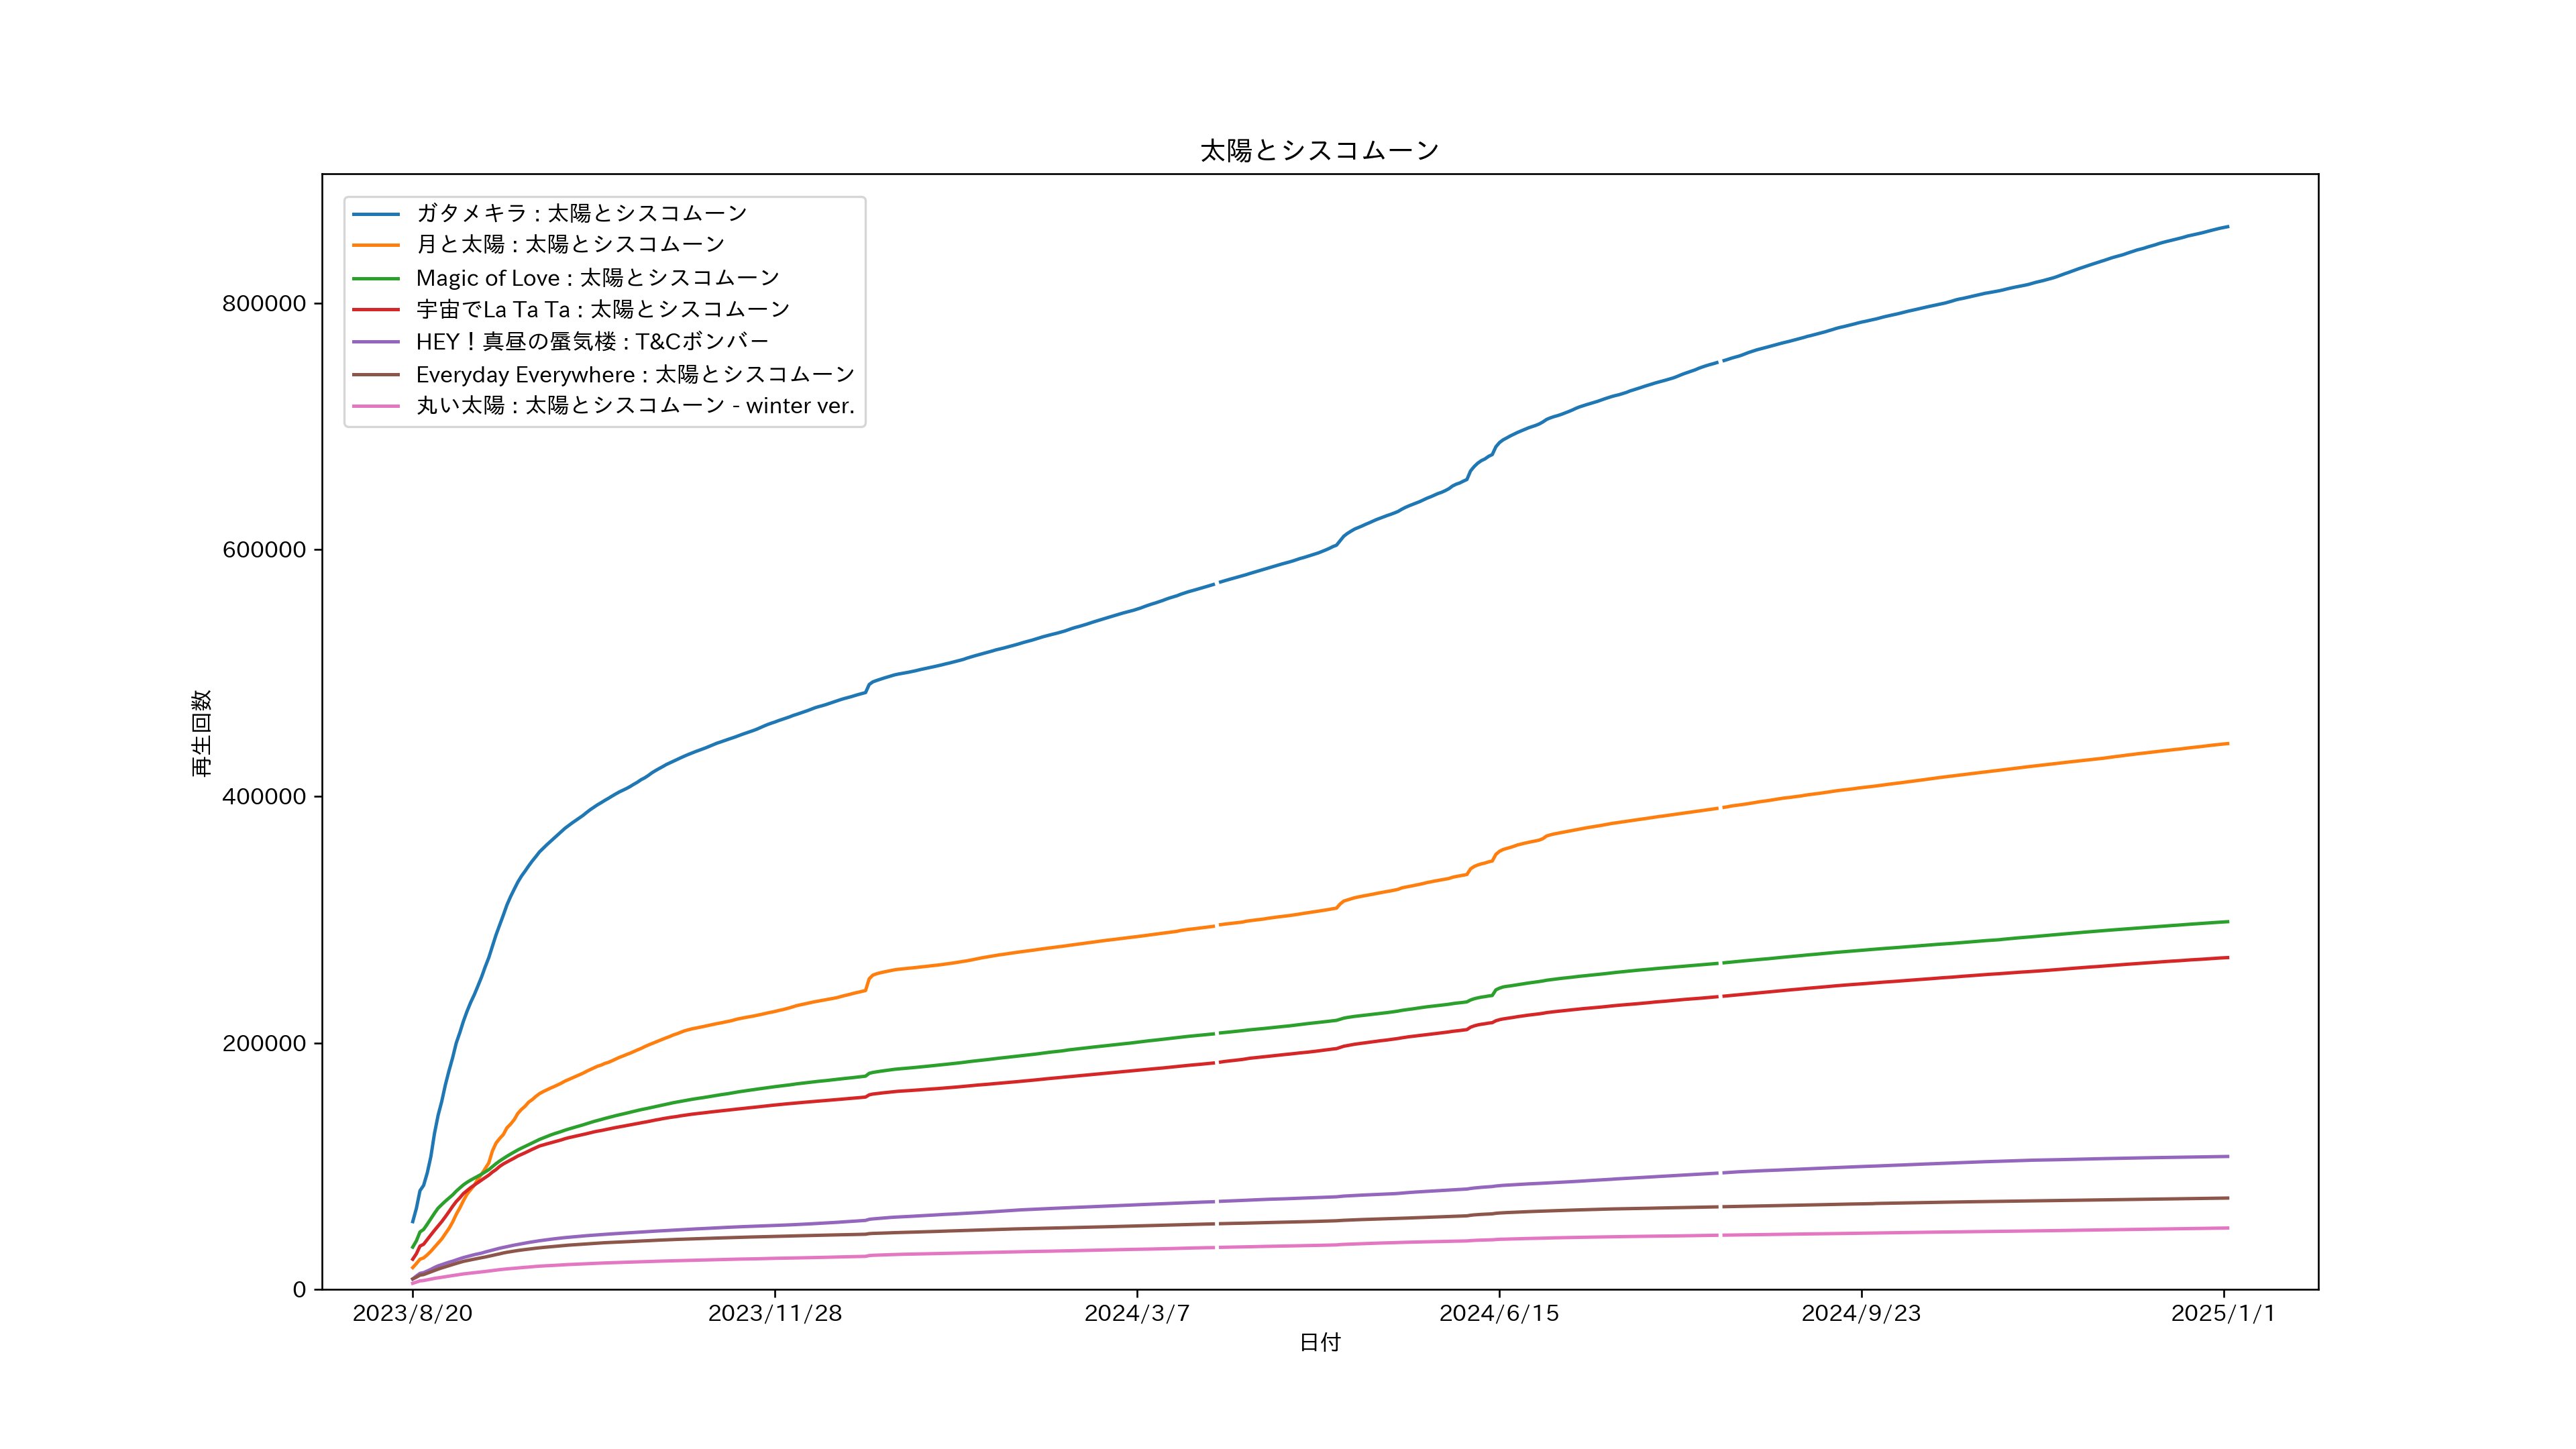 太陽とシスコムーン
ガタメキラ : 太陽とシスコムーン
月と太陽 : 太陽とシスコムーン
Magic of Love : 太陽とシスコムーン
宇宙でLa Ta Ta : 太陽とシスコムーン
HEY！真昼の蜃気楼 : T&Cボンバー
Everyday Everywhere : 太陽とシスコムーン
丸い太陽 : 太陽とシスコムーン - winter ver.
再生回数
800000
600000
400000
200000
0
2023/8/20 2023/11/28 2024/3/7 2024/6/15 2024/9/23 2025/1/1
日付